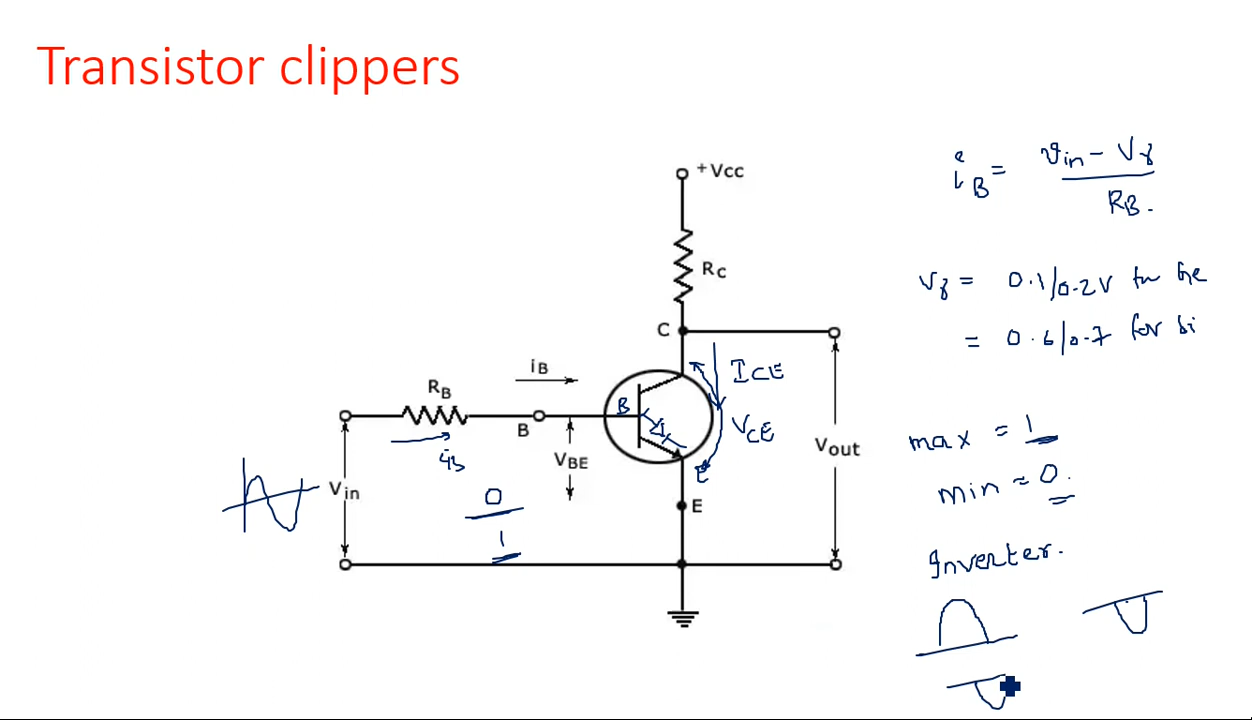 Transistor clippers
+Vcc
Rc
C
iB
RB
B
B
VBE
iB
Vin
0
1
ICE
VCE
E
E
Vout
iB = Vin - Vγ
RB.
Vγ = 0.1/0.2V for Ge
= 0.6/0.7 for Si
max = 1
min = 0.
Inverter.